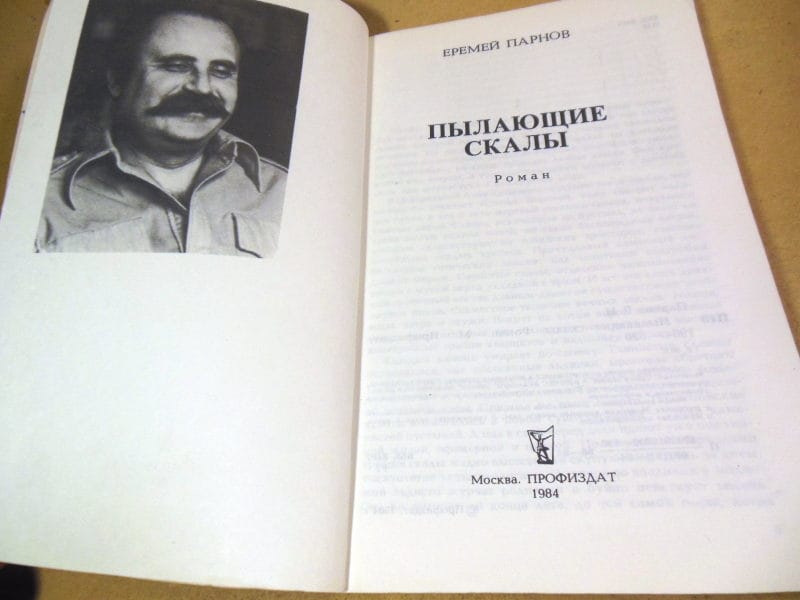 ЕРЕМЕЙ ПАРНОВ
ПЫЛАЮЩИЕ
СКАЛЫ
Роман
Москва. ПРОФИЗДАТ
1984